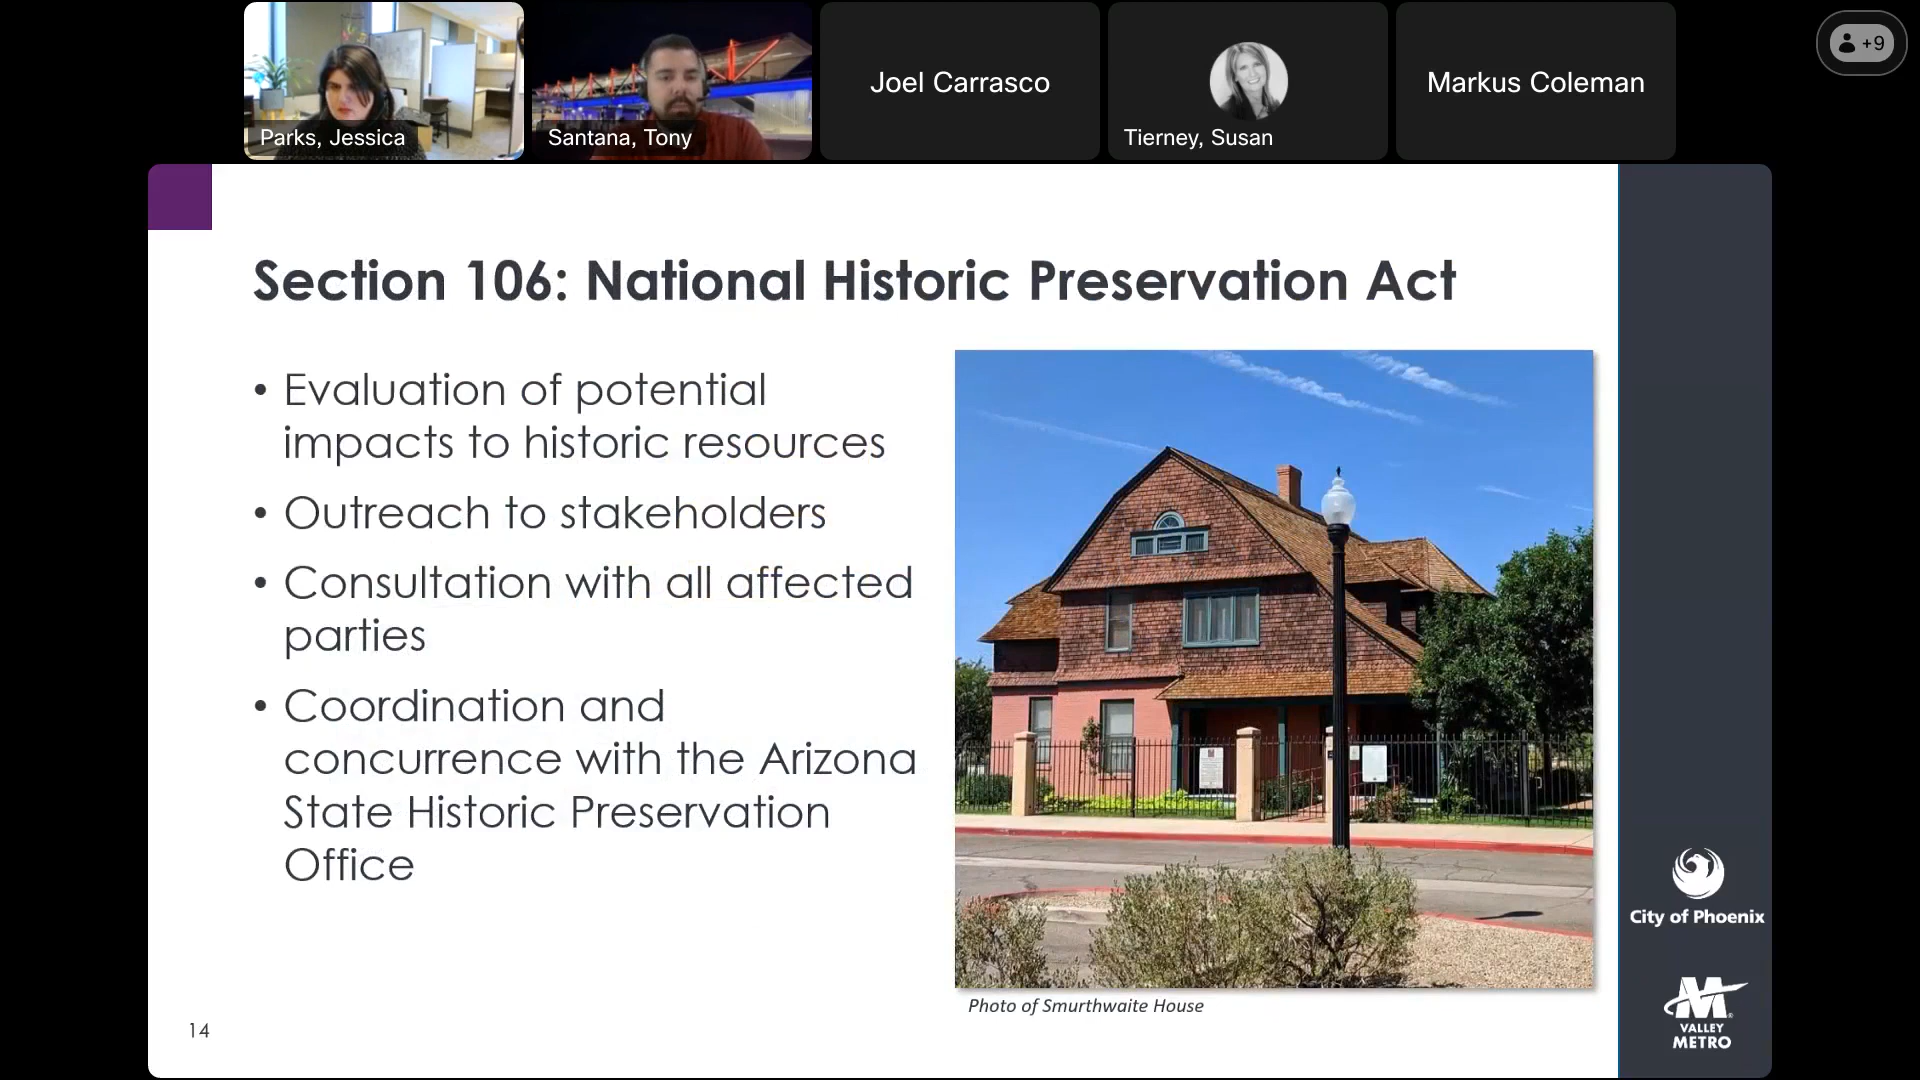 Parks, Jessica
Santana, Tony
Joel Carrasco
Tierney, Susan
Markus Coleman
+9
Section 106: National Historic Preservation Act
• Evaluation of potential
impacts to historic resources
• Outreach to stakeholders
• Consultation with all affected
parties
• Coordination and
concurrence with the Arizona
State Historic Preservation
Office
Photo of Smurthwaite House
14
City of Phoenix
VALLEY
METRO